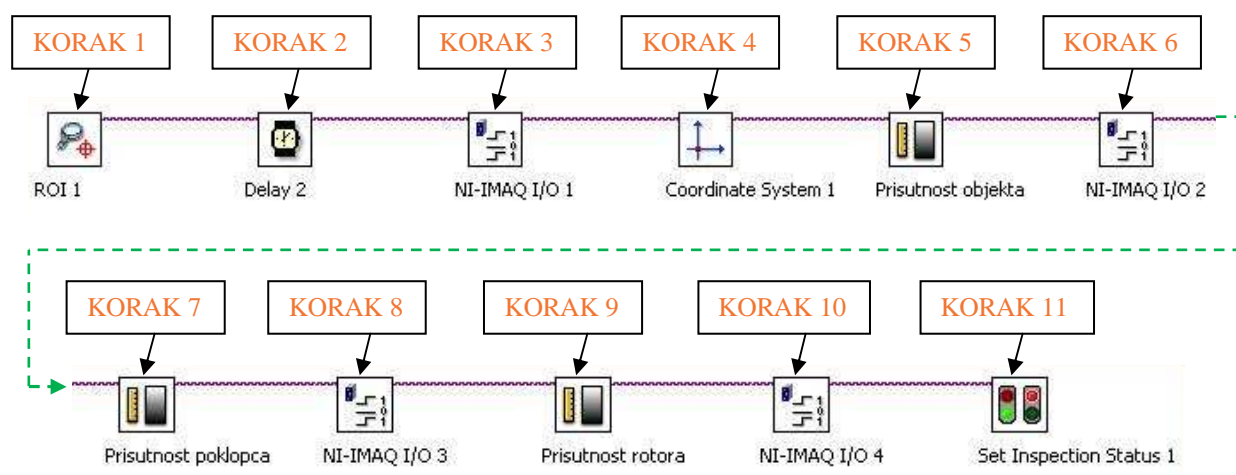 KORAK 1 KORAK 2 KORAK 3 KORAK 4 KORAK 5 KORAK 6
ROI 1 Delay 2 NI-IMAQ I/O 1 Coordinate System 1 Prisutnost objekta NI-IMAQ I/O 2
KORAK 7 KORAK 8 KORAK 9 KORAK 10 KORAK 11
Prisutnost poklopca NI-IMAQ I/O 3 Prisutnost rotora NI-IMAQ I/O 4 Set Inspection Status 1